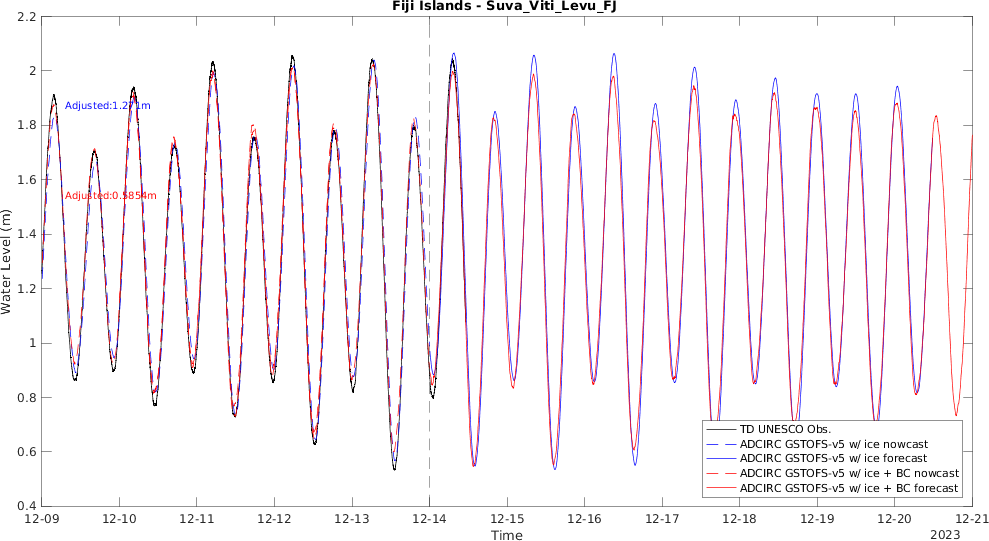 Fiji Islands - Suva_Viti_Levu_FJ
2.2
2
1.8
1.6
1.4
1.2
1
0.8
0.6
0.4
Water Level (m)
Adjusted:1.271m
Adjusted:0.5854m
TD UNESCO Obs.
ADCIRC GSTOFS-v5 w/ ice nowcast
ADCIRC GSTOFS-v5 w/ ice forecast
ADCIRC GSTOFS-v5 w/ ice + BC nowcast
ADCIRC GSTOFS-v5 w/ ice + BC forecast
12-09 12-10 12-11 12-12 12-13 12-14 12-15 12-16 12-17 12-18 12-19 12-20 12-21
Time
2023